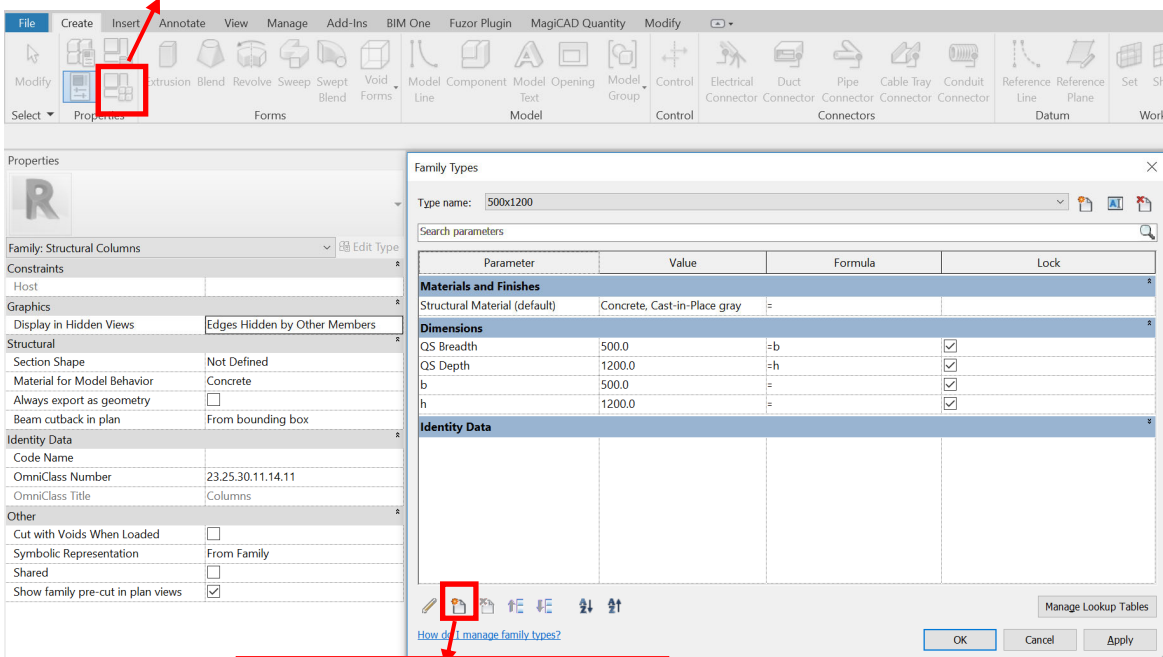 File Create Insert Annotate View Manage Add-Ins BIM One Fuzor Plugin MagiCAD Quantity Modify
Modify Extrusion Blend Revolve Sweep Swept Blend Void Forms Model Line Component Model Text Opening Model Group Control Electrical Connector Duct Connector Pipe Connector Cable Tray Connector Conduit Connector Reference Line Reference Plane Set
Select Properties Forms Model Control Connectors Datum
Properties
R
Family: Structural Columns Edit Type
Constraints
Host
Graphics
Display in Hidden Views Edges Hidden by Other Members
Structural
Section Shape Not Defined
Material for Model Behavior Concrete
Always export as geometry
Beam cutback in plan From bounding box
Identity Data
Code Name
OmniClass Number 23.25.30.11.14.11
OmniClass Title Columns
Other
Cut with Voids When Loaded
Symbolic Representation From Family
Shared
Show family pre-cut in plan views
Family Types
Type name: 500x1200
Search parameters
Parameter Value Formula Lock
Materials and Finishes
Structural Material (default) Concrete, Cast-in-Place gray =
Dimensions
QS Breadth 500.0 =b
QS Depth 1200.0 =h
b 500.0 =
h 1200.0 =
Identity Data
Manage Lookup Tables
How do I manage family types?
OK Cancel Apply